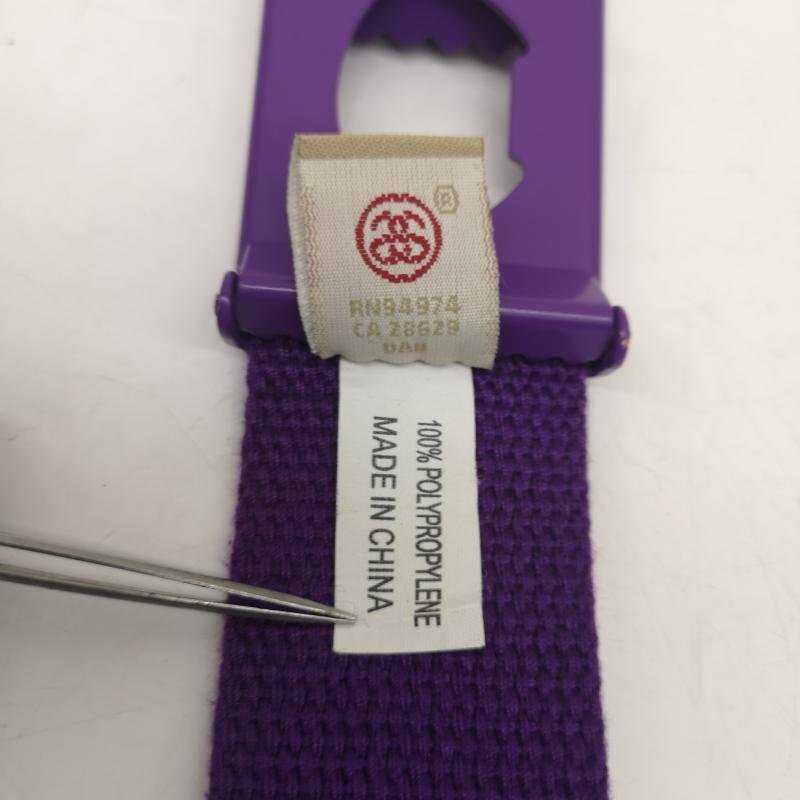 ®
RN94974
CA 28629
100% POLYPROPYLENE
MADE IN CHINA